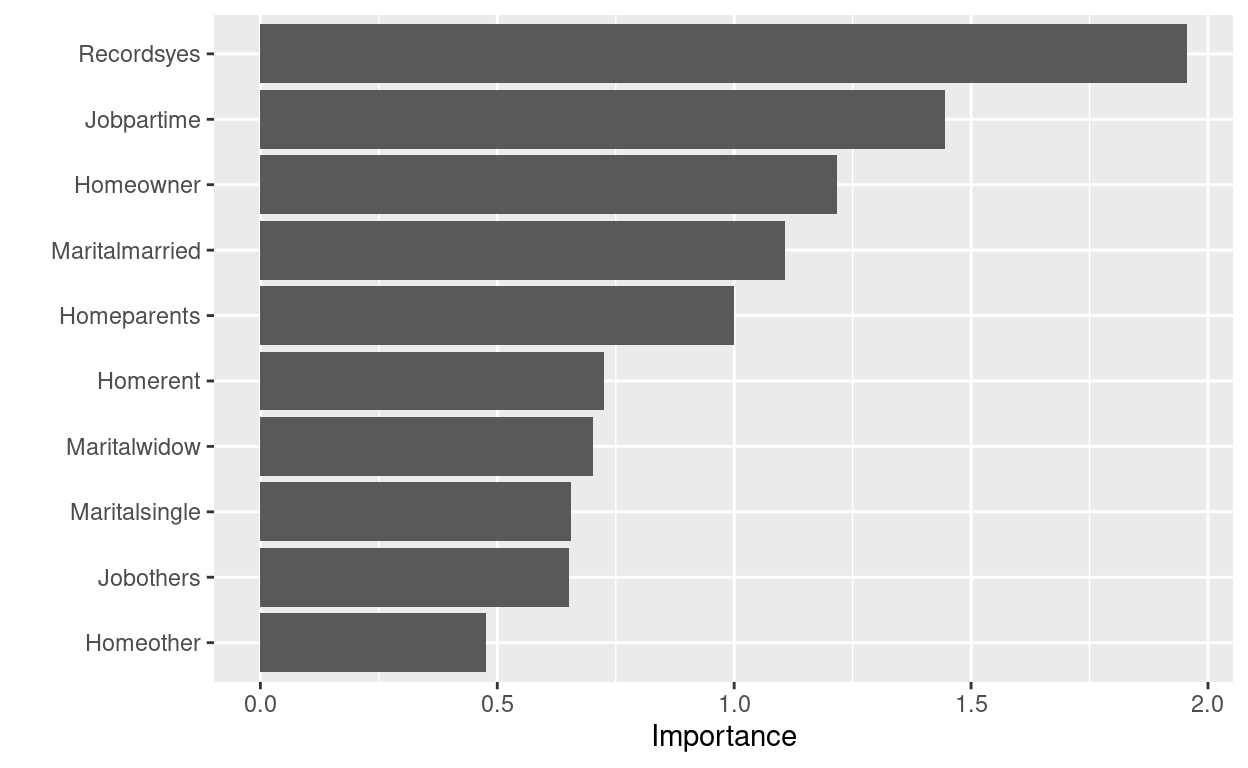 Recordsyes
Jobpartime
Homeowner
Maritalmarried
Homeparents
Homerent
Maritalwidow
Maritalsingle
Jobothers
Homeother
0.0 0.5 1.0 1.5 2.0
Importance